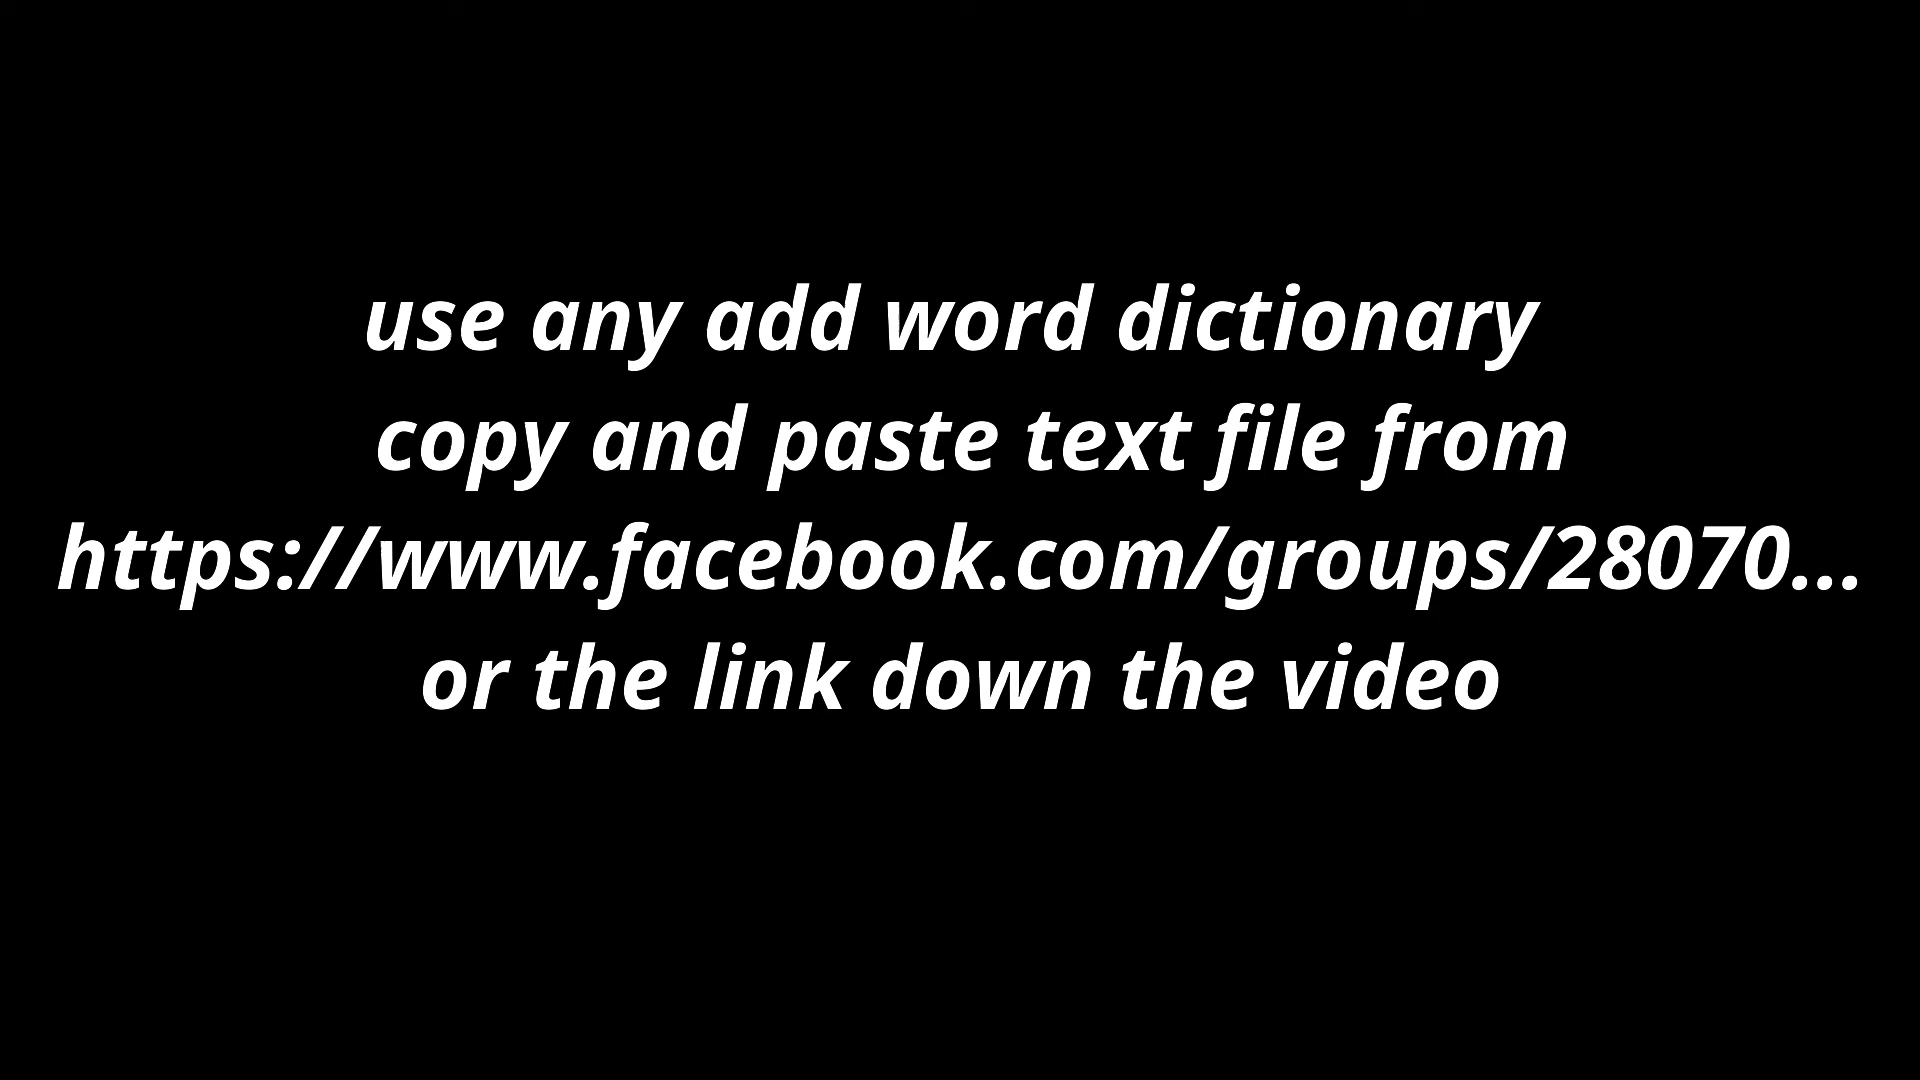 use any add word dictionary
copy and paste text file from
https://www.facebook.com/groups/28070...
or the link down the video